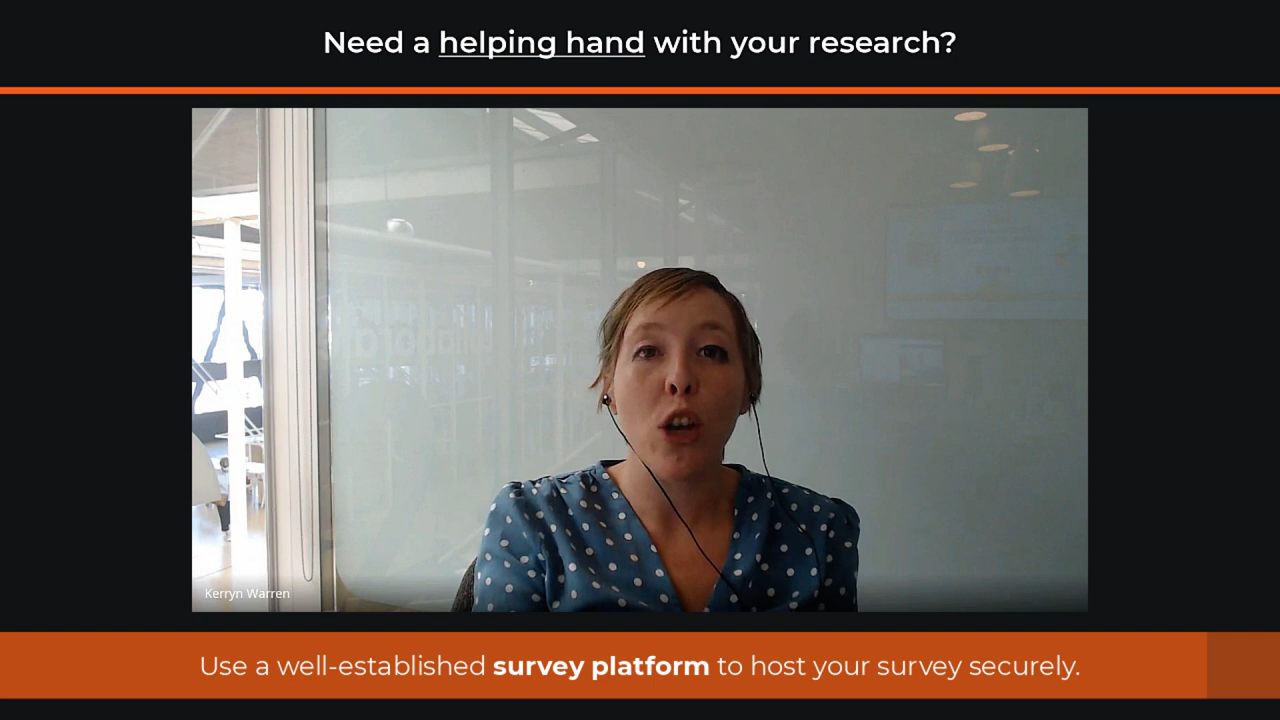 Need a helping hand with your research?
Kerryn Warren
Use a well-established survey platform to host your survey securely.